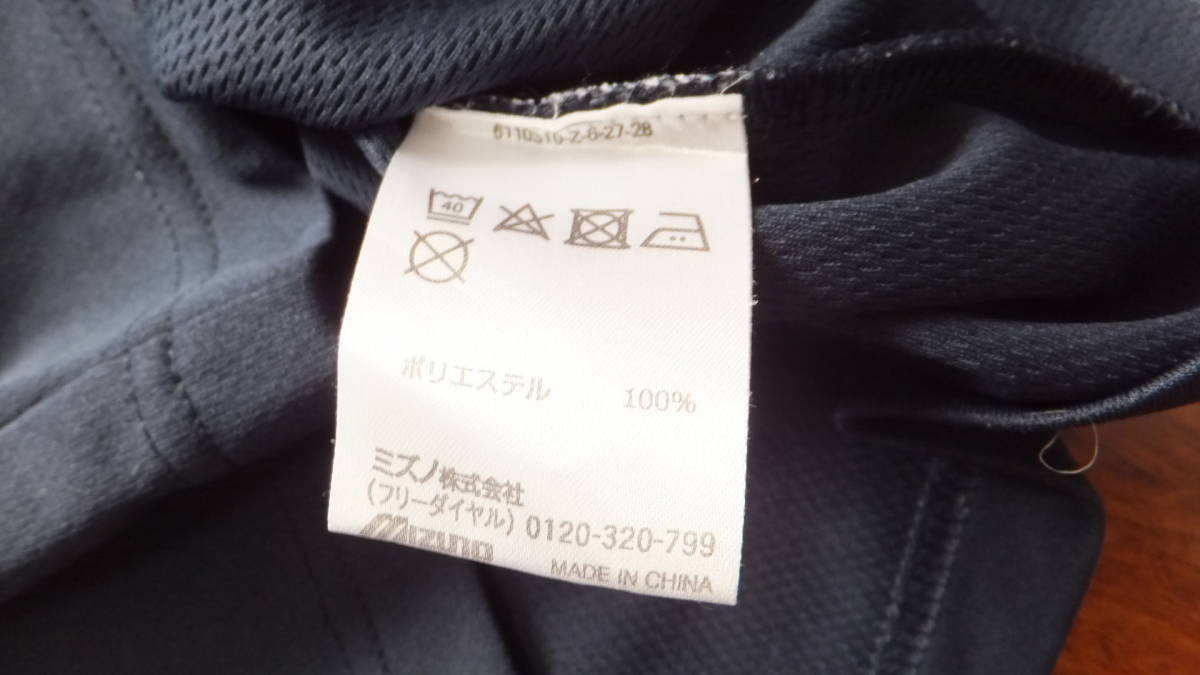 40
ポリエステル 100%
ミズノ株式会社
(フリーダイヤル) 0120-320-799
Mizuno
MADE IN CHINA